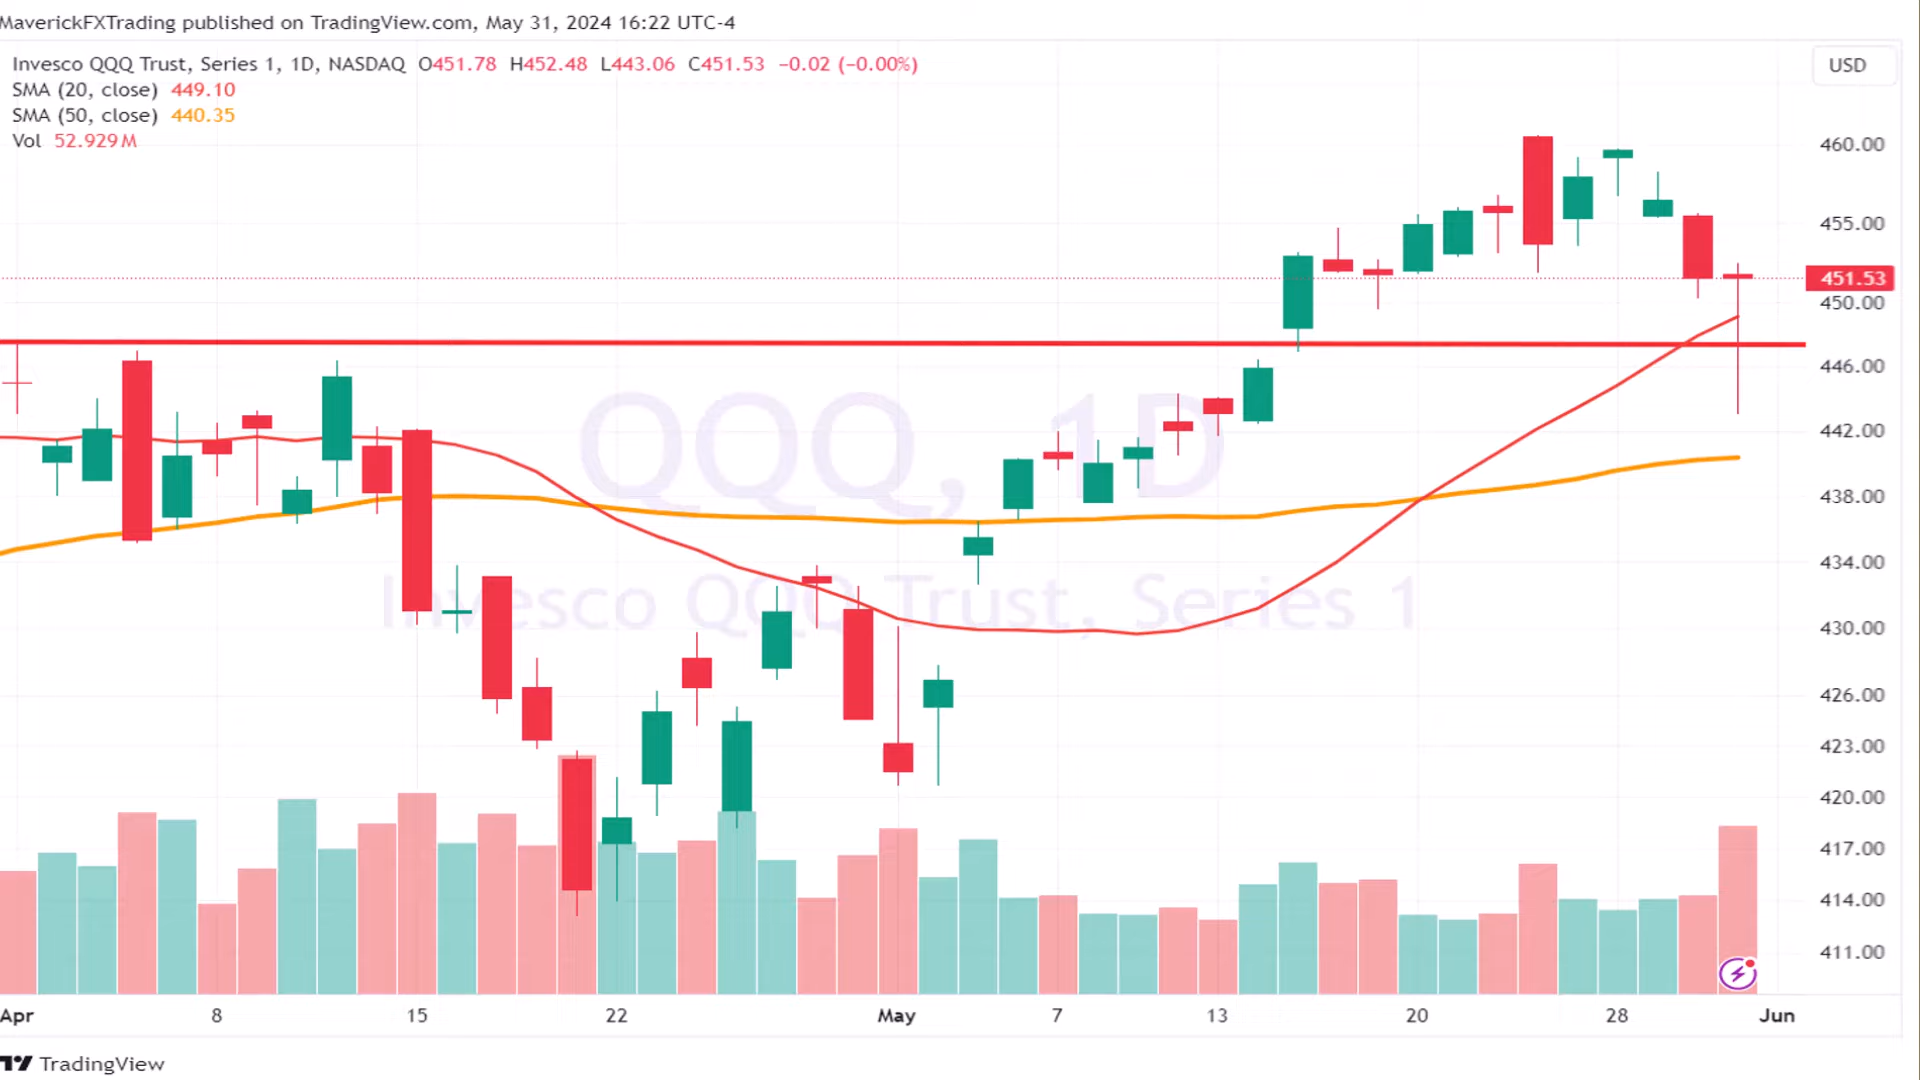 MaverickFXTrading published on TradingView.com, May 31, 2024 16:22 UTC-4
Invesco QQQ Trust, Series 1, 1D, NASDAQ O451.78 H452.48 L443.06 C451.53 −0.02 (−0.00%)
USD
SMA (20, close) 449.10
SMA (50, close) 440.35
Vol 52.929M
460.00
455.00
451.53
450.00
446.00
QQQ, 1D
442.00
438.00
434.00
Invesco QQQ Trust, Series 1
430.00
426.00
423.00
420.00
417.00
414.00
411.00
Apr 8 15 22 May 7 13 20 28 Jun
TradingView